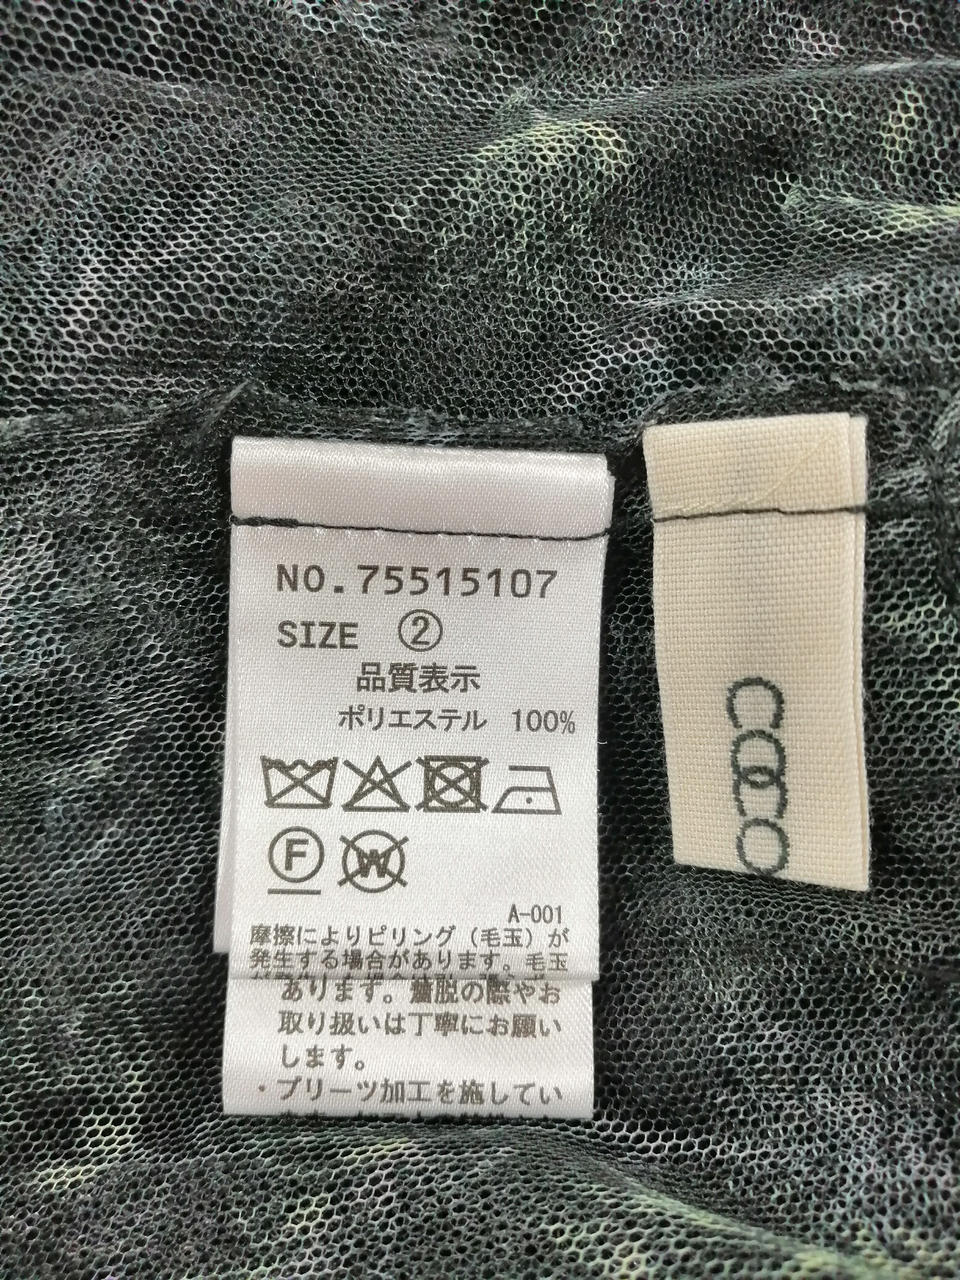 NO.75515107
SIZE ②
品質表示
ポリエステル 100%
F
W
A-001
摩擦によりピリング（毛玉）が
発生する場合があります。毛玉
あります。着脱の際やお
取り扱いは丁寧にお願い
します。
・プリーツ加工を施してい
COCO